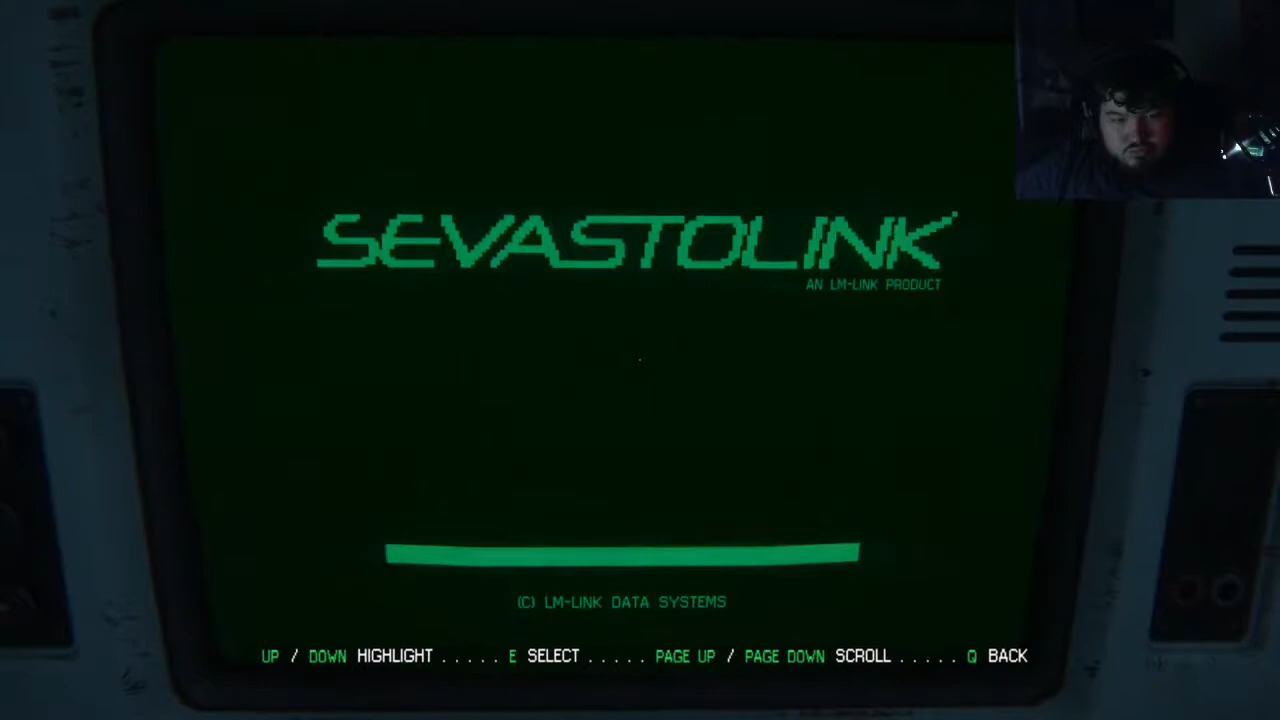 SEVASTOLINK
AN LM-LINK PRODUCT
(C) LM-LINK DATA SYSTEMS
UP / DOWN HIGHLIGHT ..... E SELECT ..... PAGE UP / PAGE DOWN SCROLL ..... Q BACK